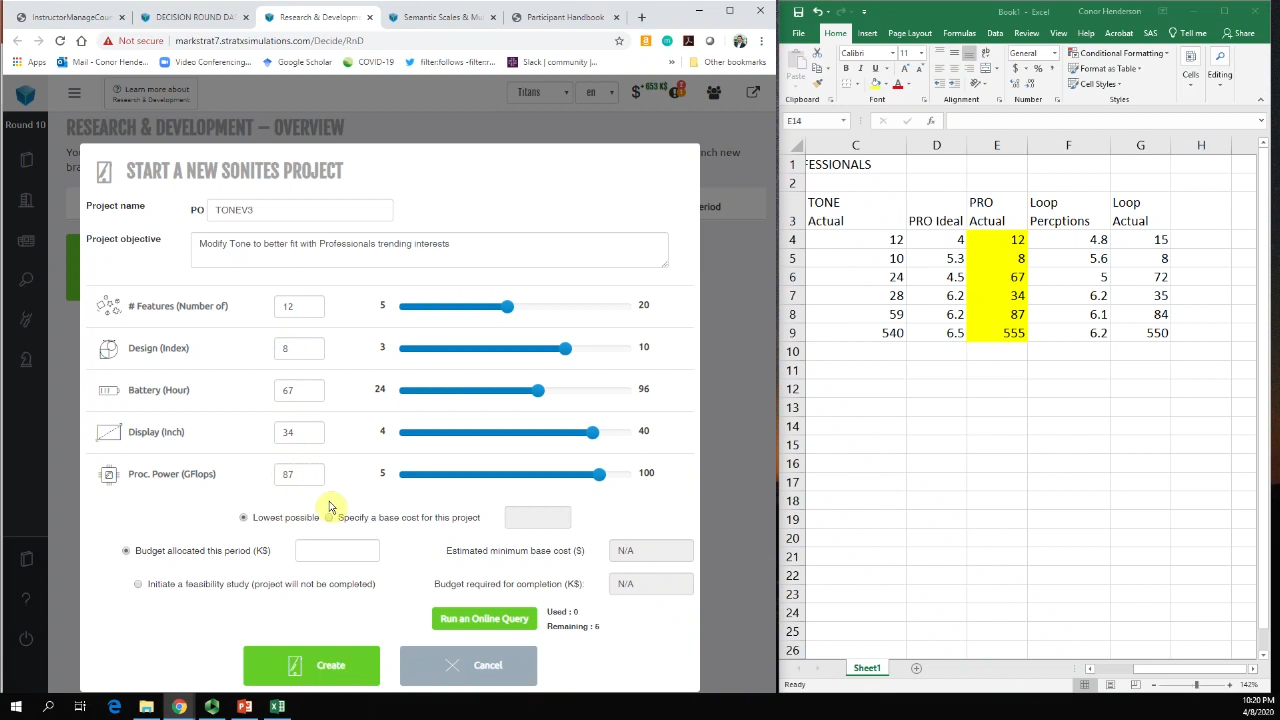 InstructorManageCou
DECISION ROUND DA
Research & Developm
Semantic Scales & Mu
Participant Handbook
Not secure
markstrat7.stratxsimulations.com/Decide/RnD
Apps
Mail - Conor Hende...
Video Conferencing...
Google Scholar
COVID-19
filtenfollows - filten...
Slack | community j...
»
Other bookmarks
Learn more about
Research & Development
Titans
en
$ + 653 K$
Round 10
RESEARCH & DEVELOPMENT – OVERVIEW
nch new
bra
eriod
START A NEW SONITES PROJECT
Project name
PO
TONEV3
Project objective
Modify Tone to better fit with Professionals trending interests
# Features (Number of)
12
5
20
Design (Index)
8
3
10
Battery (Hour)
67
24
96
Display (Inch)
34
4
40
Proc. Power (GFlops)
87
5
100
Lowest possible
Specify a base cost for this project
Budget allocated this period (K$)
Estimated minimum base cost ($)
N/A
Initiate a feasibility study (project will not be completed)
Budget required for completion (K$):
N/A
Run an Online Query
Used : 0
Remaining : 5
Create
Cancel
Book1 - Excel
Conor Henderson
File
Home
Insert
Page Layout
Formulas
Data
Review
View
Help
Acrobat
SAS
Tell me
Share
Paste
Calibri
11
General
Conditional Formatting
Format as Table
Cell Styles
Cells
Editing
Clipboard
Font
Alignment
Number
Styles
E14
fx
C D E F G H
1 FESSIONALS
2
TONE PRO Loop Loop
3 Actual PRO Ideal Actual Percptions Actual
4 12 4 12 4.8 15
5 10 5.3 8 5.6 8
6 24 4.5 67 5 72
7 28 6.2 34 6.2 35
8 59 6.2 87 6.1 84
9 540 6.5 555 6.2 550
10
11
12
13
14
15
16
17
18
19
20
21
22
23
24
25
26
Sheet1
Ready
142%
10:20 PM
4/8/2020